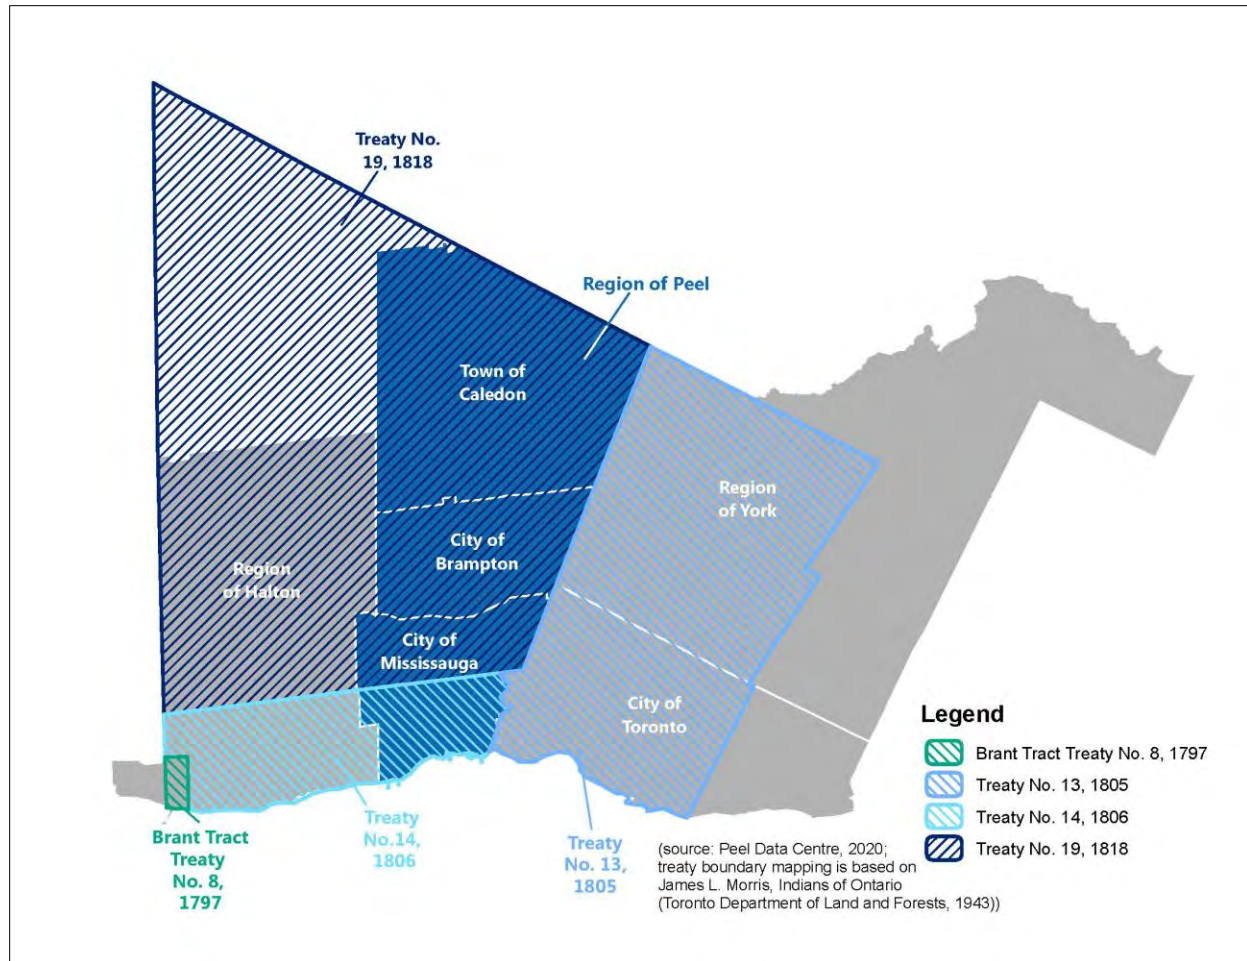 Treaty No.
19, 1818
Region of Peel
Town of
Caledon
Region
of York
City of
Brampton
Region
of Halton
City of
Mississauga
City of
Toronto
Legend
Brant Tract Treaty No. 8, 1797
Treaty No. 13, 1805
Treaty No. 14, 1806
Treaty No. 19, 1818
Brant Tract
Treaty
No. 8,
1797
Treaty
No.14,
1806
Treaty
No. 13,
1805
(source: Peel Data Centre, 2020;
treaty boundary mapping is based on
James L. Morris, Indians of Ontario
(Toronto Department of Land and Forests, 1943))